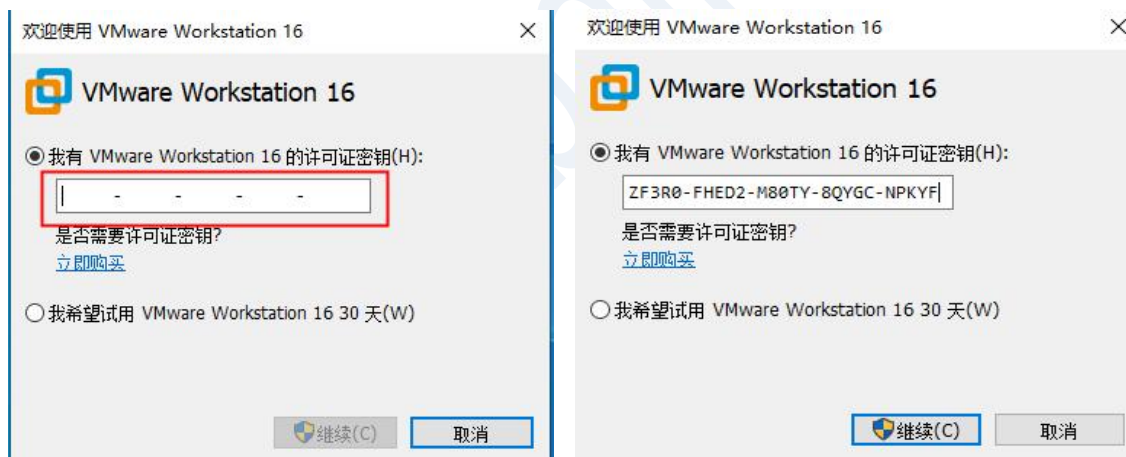 欢迎使用 VMware Workstation 16
VMware Workstation 16
我有 VMware Workstation 16 的许可证密钥(H):
- - - -
是否需要许可证密钥?
立即购买
我希望试用 VMware Workstation 16 30 天(W)
继续(C) 取消
欢迎使用 VMware Workstation 16
VMware Workstation 16
我有 VMware Workstation 16 的许可证密钥(H):
ZF3R0-FHED2-M80TY-8QYGC-NPKYF
是否需要许可证密钥?
立即购买
我希望试用 VMware Workstation 16 30 天(W)
继续(C) 取消